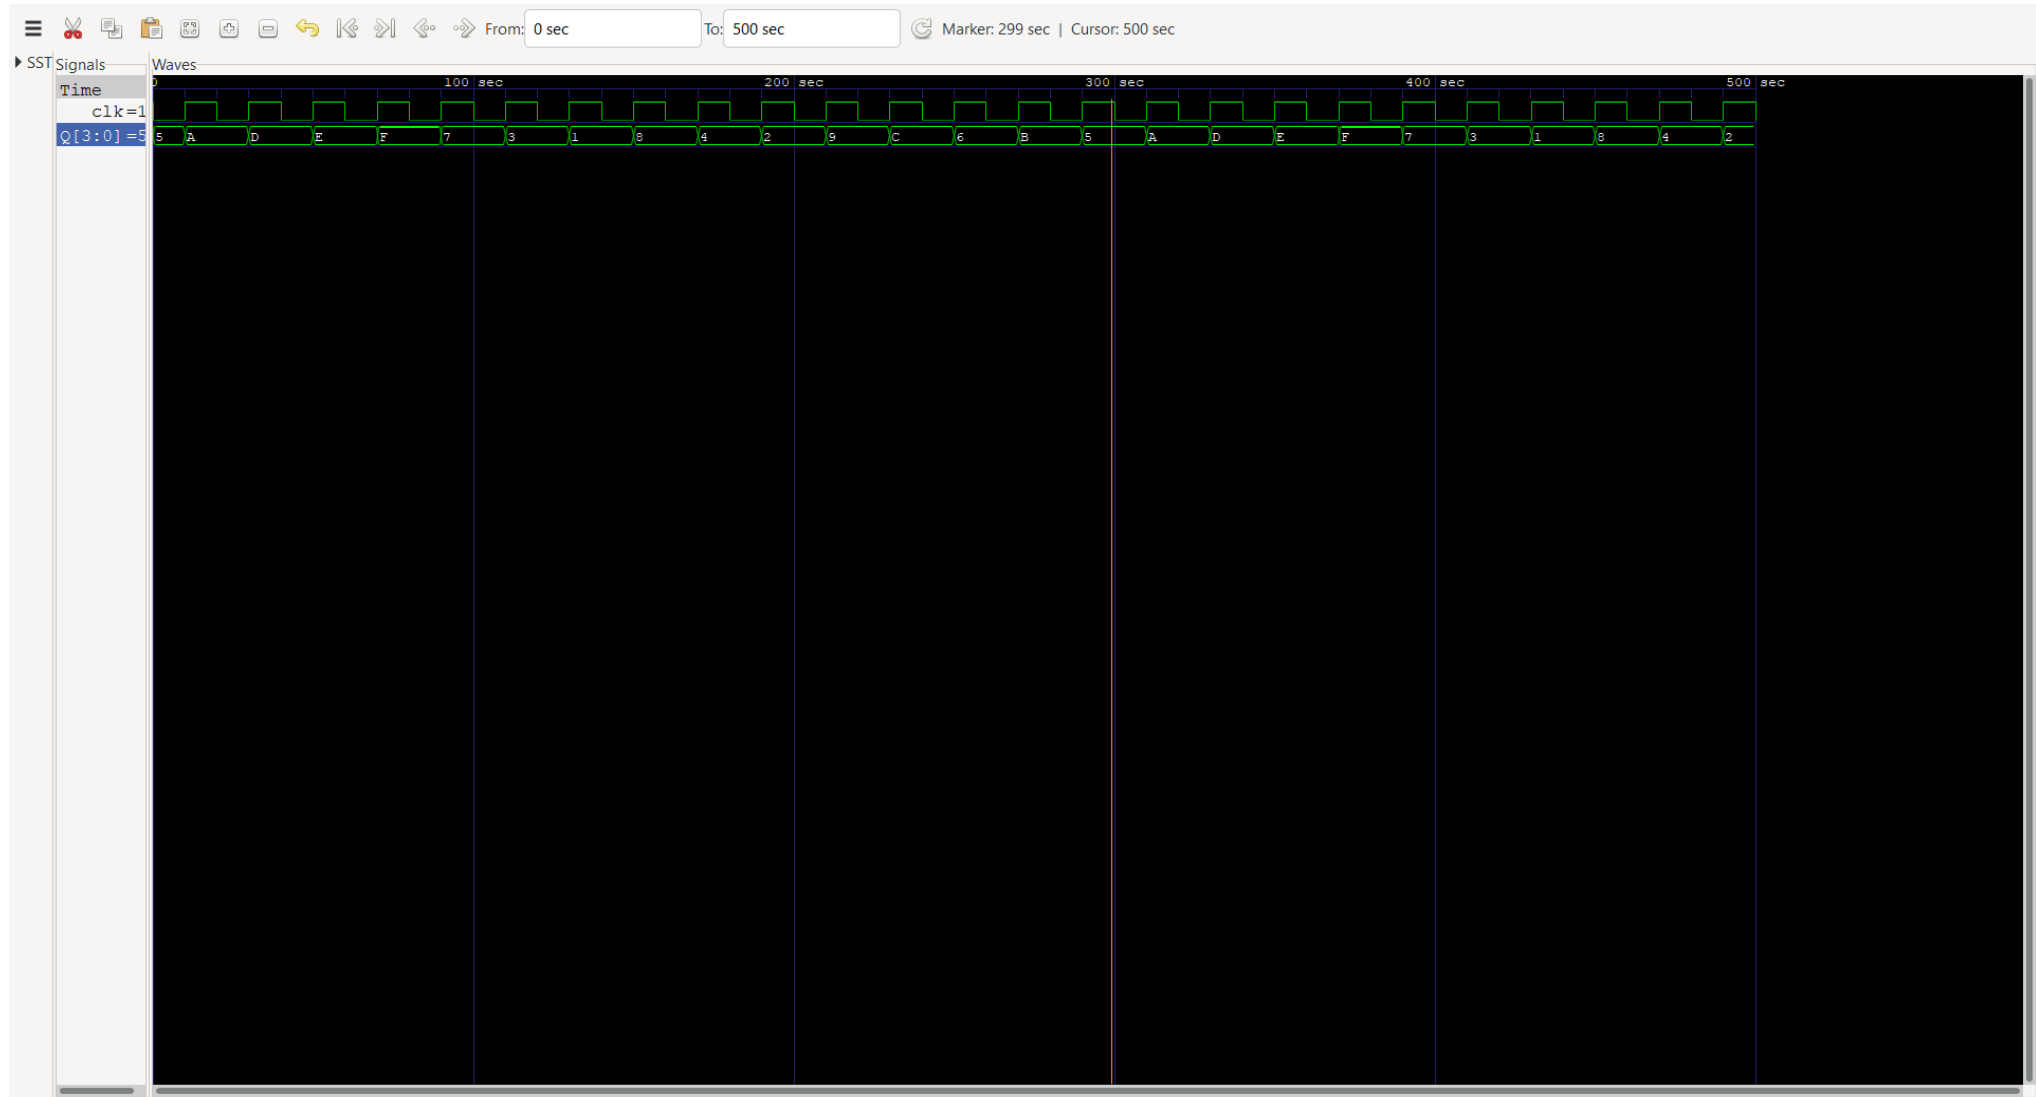 From: 0 sec To: 500 sec Marker: 299 sec | Cursor: 500 sec
SST Signals Waves
Time 0 100 sec 200 sec 300 sec 400 sec 500 sec
clk=1
Q[3:0]=5 5 A D E F 7 3 1 8 4 2 9 C 6 B 5 A D E F 7 3 1 8 4 2